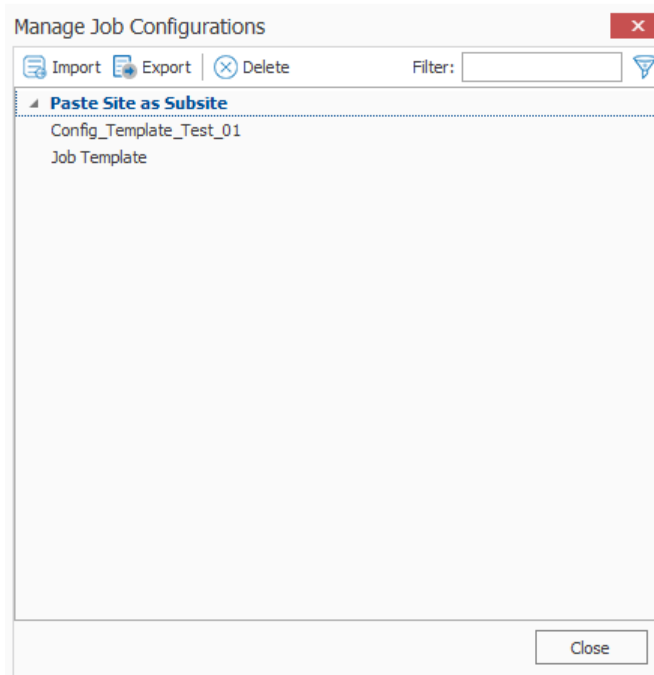 Manage Job Configurations
Import Export Delete Filter:
Paste Site as Subsite
Config_Template_Test_01
Job Template
Close